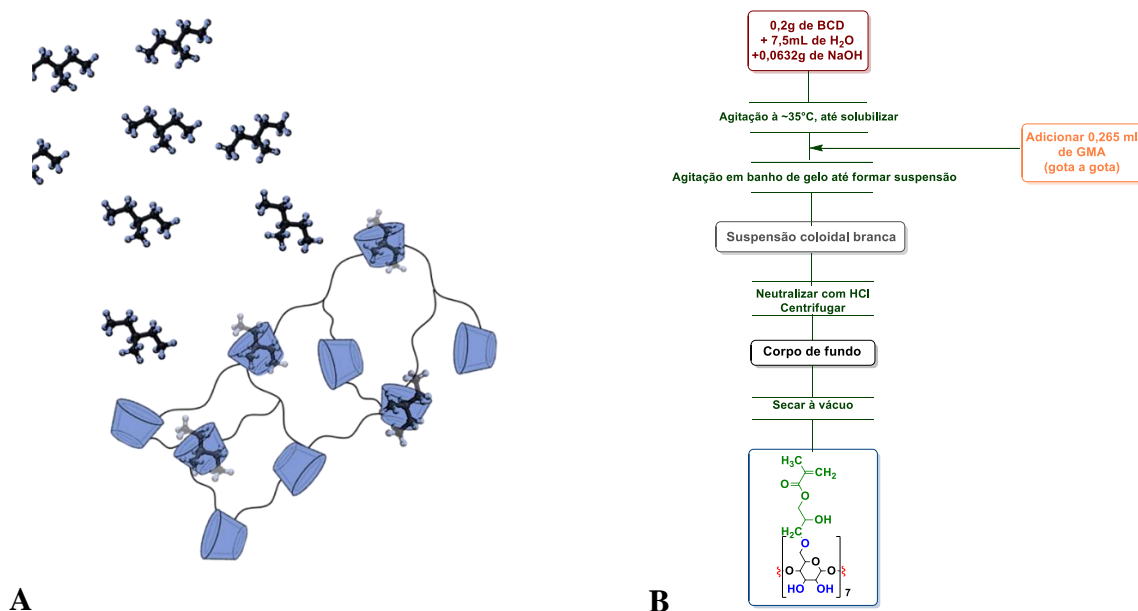 0,2g de BCD
+ 7,5mL de H₂O
+0,0632g de NaOH
Agitação à ~35°C, até solubilizar
Adicionar 0,265 ml
de GMA
(gota a gota)
Agitação em banho de gelo até formar suspensão
Suspensão coloidal branca
Neutralizar com HCl
Centrifugar
Corpo de fundo
Secar à vácuo
H₃C
CH₂
O
O
OH
H₂C
O
O
O
O
HO
OH
7
A
B